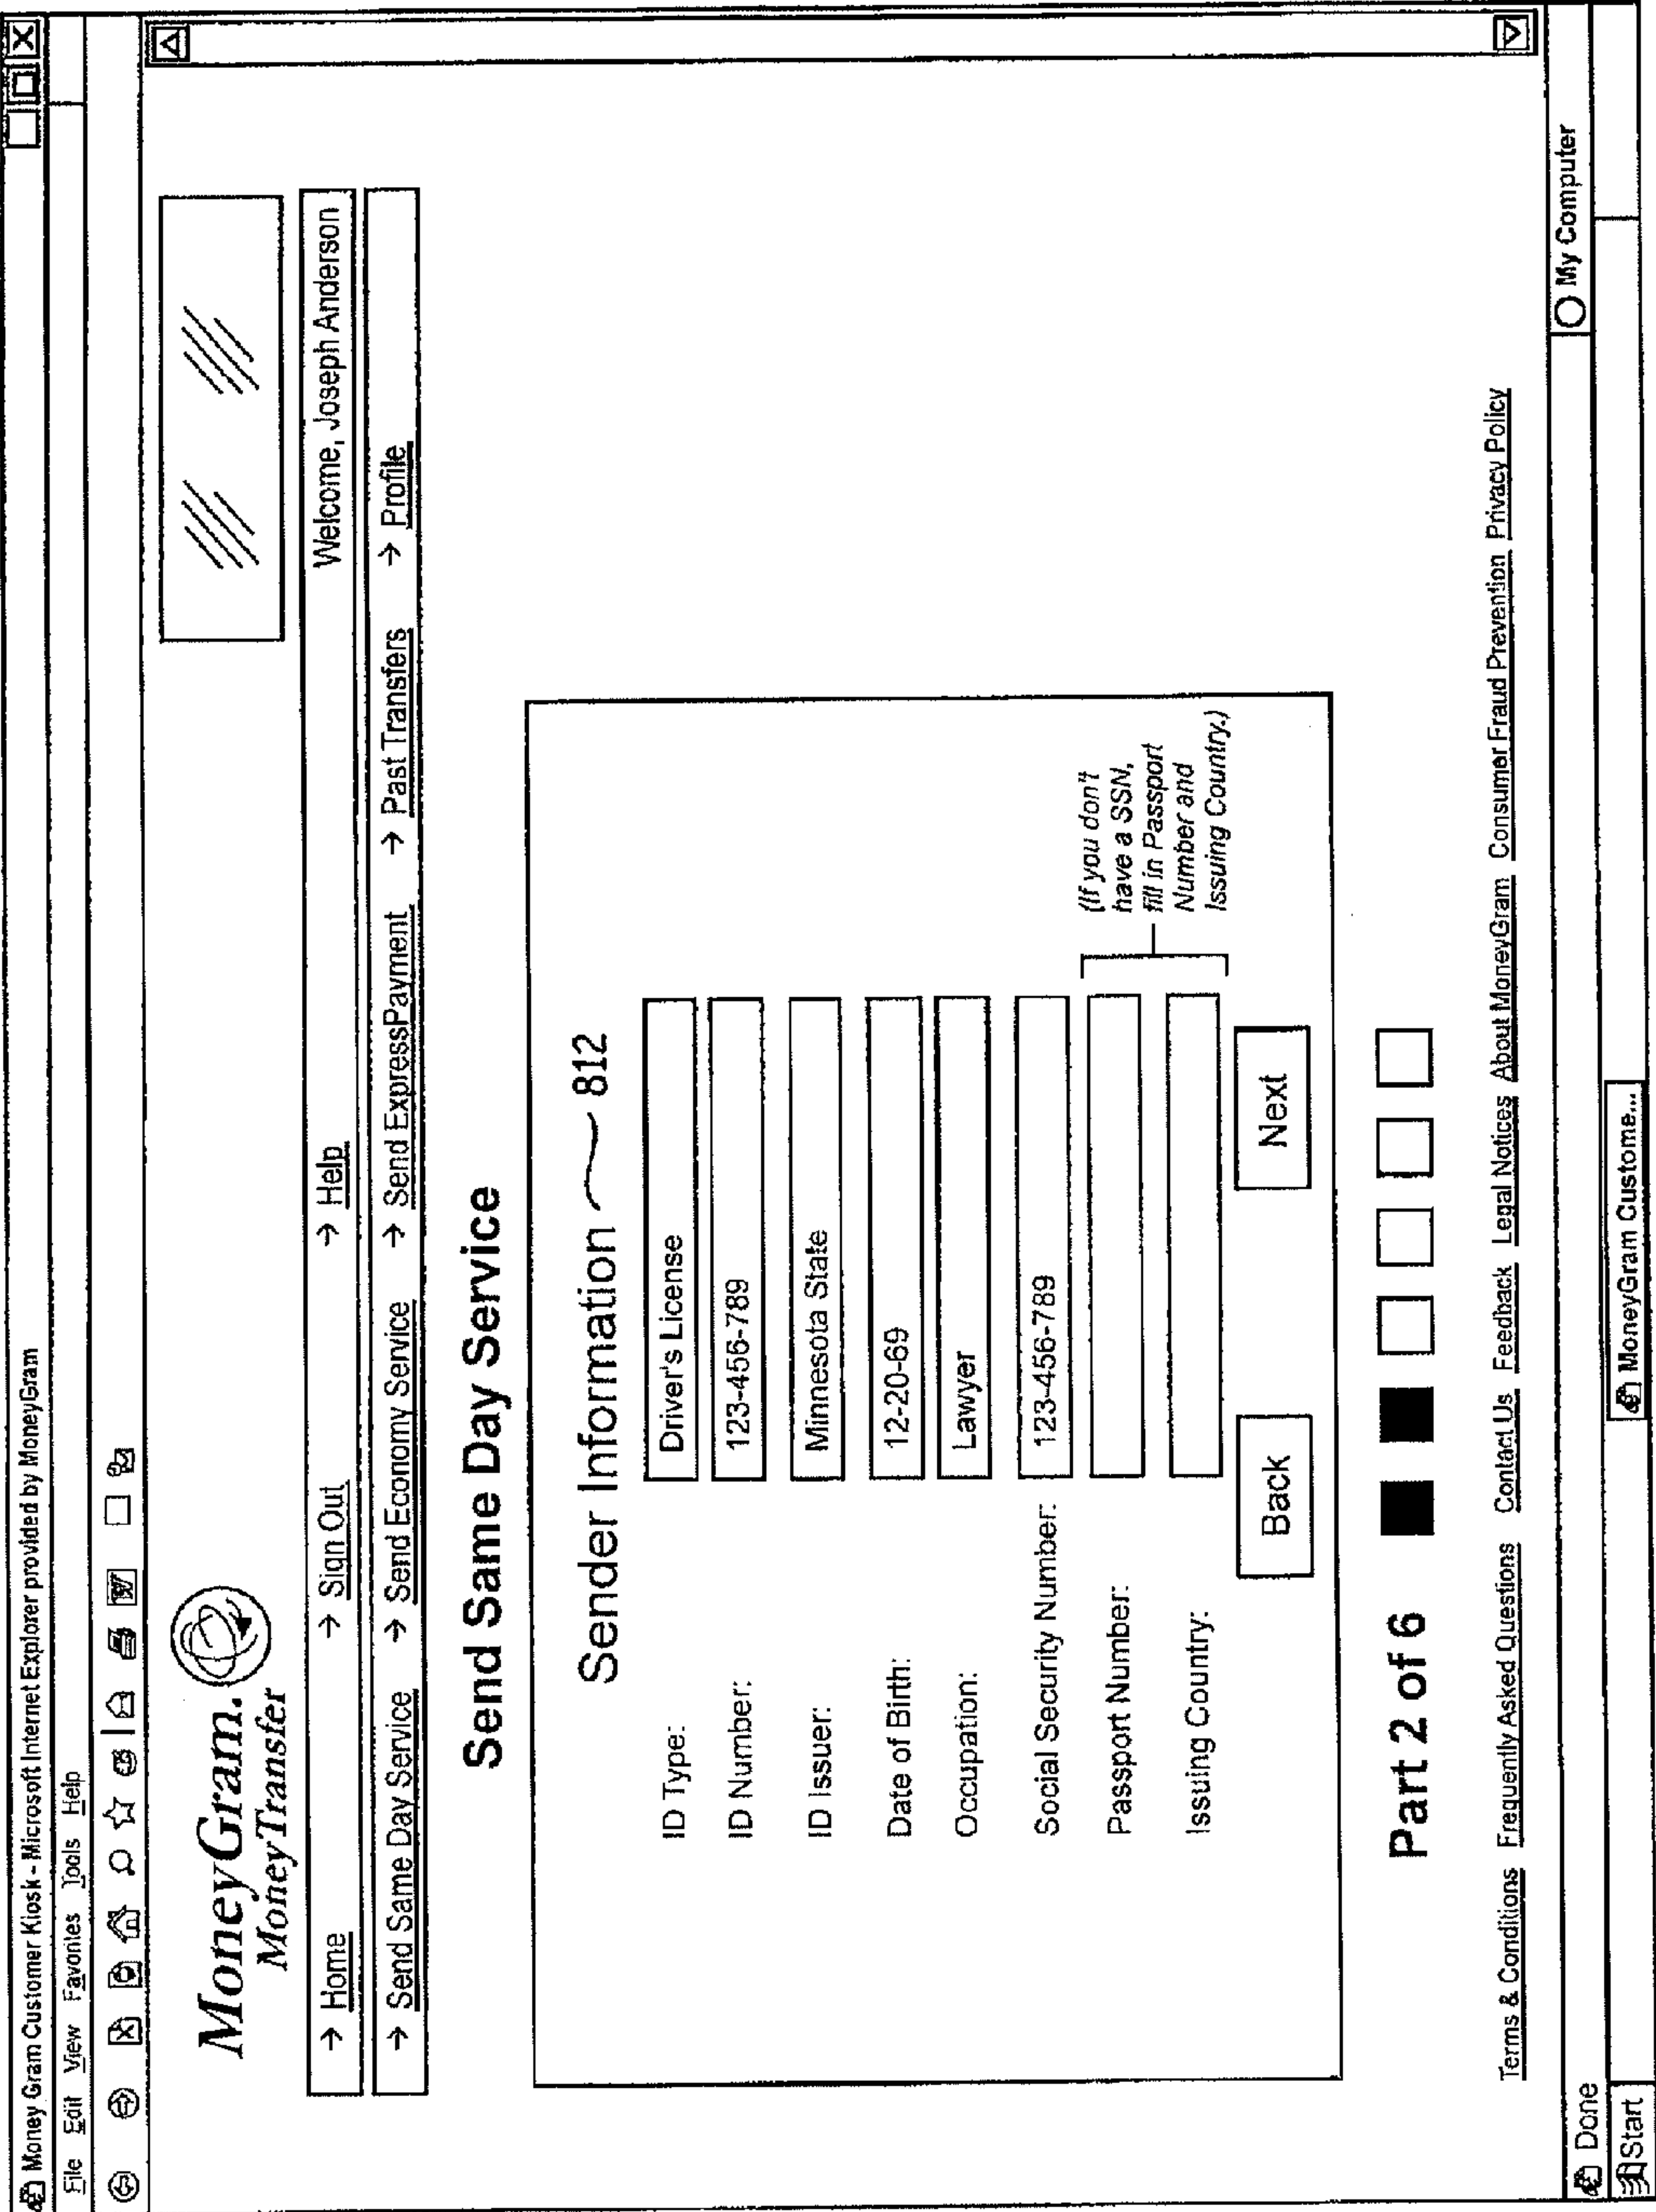 Money Gram Customer Kiosk - Microsoft Internet Explorer provided by MoneyGram
File Edit View Favorites Tools Help
MoneyGram.
MoneyTransfer
→ Home → Sign Out → Help Welcome, Joseph Anderson
→ Send Same Day Service → Send Economy Service → Send ExpressPayment → Past Transfers → Profile
Send Same Day Service
Sender Information 812
ID Type: Driver's License
ID Number: 123-456-789
ID Issuer: Minnesota State
Date of Birth: 12-20-69
Occupation: Lawyer
Social Security Number: 123-456-789
Passport Number:
Issuing Country:
(If you don't
have a SSN,
fill in Passport
Number and
Issuing Country.)
Back Next
Part 2 of 6
Terms & Conditions Frequently Asked Questions Contact Us Feedback Legal Notices About MoneyGram Consumer Fraud Prevention Privacy Policy
Done My Computer
Start MoneyGram Custome...